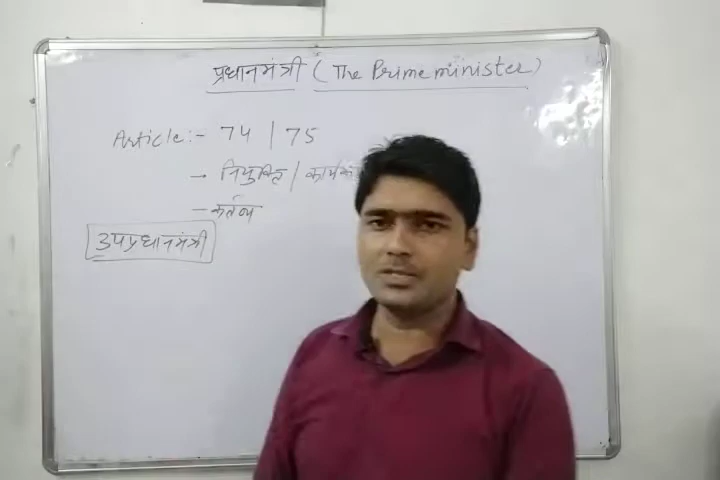 प्रधानमंत्री ( The Prime minister )
Article :- 74 | 75
→ नियुक्ति /
- कर्तव्य
उपप्रधानमंत्री